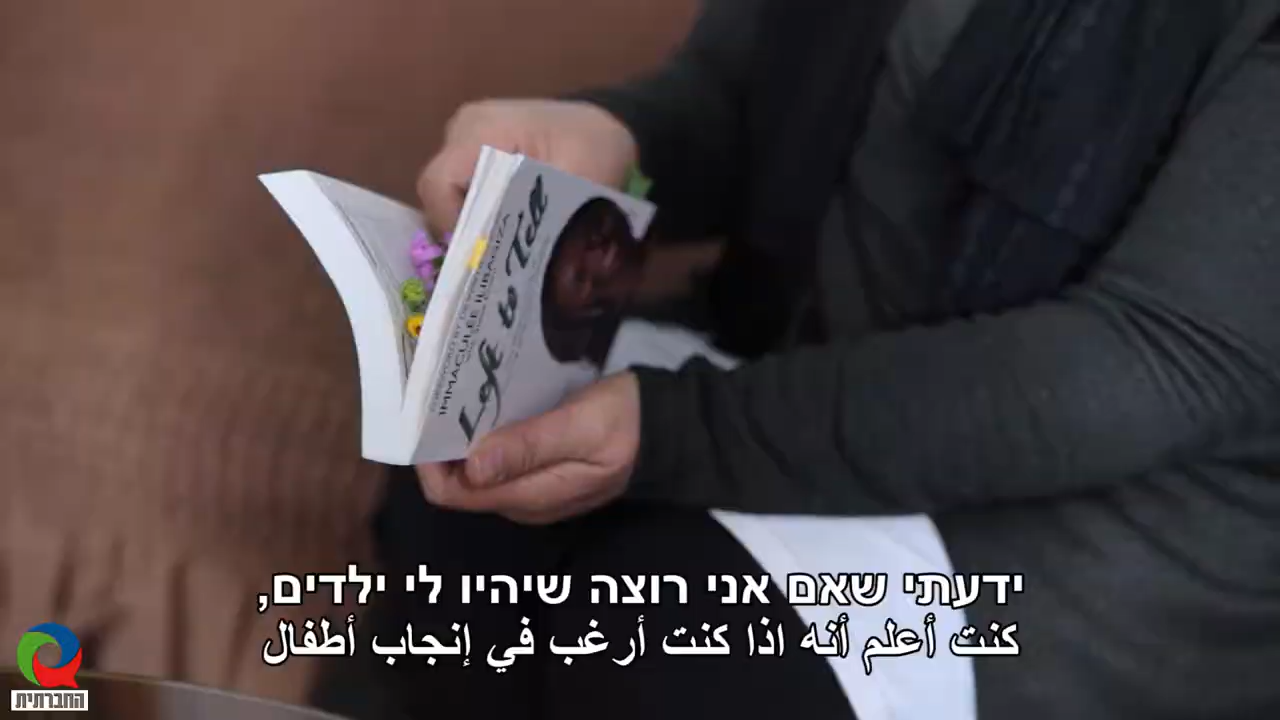 Left to Tell
IMMACULÉE ILIBAGIZA
ידעתי שאם אני רוצה שיהיו לי ילדים,
كنت أعلم أنه اذا كنت أرغب في إنجاب أطفال
החברתית